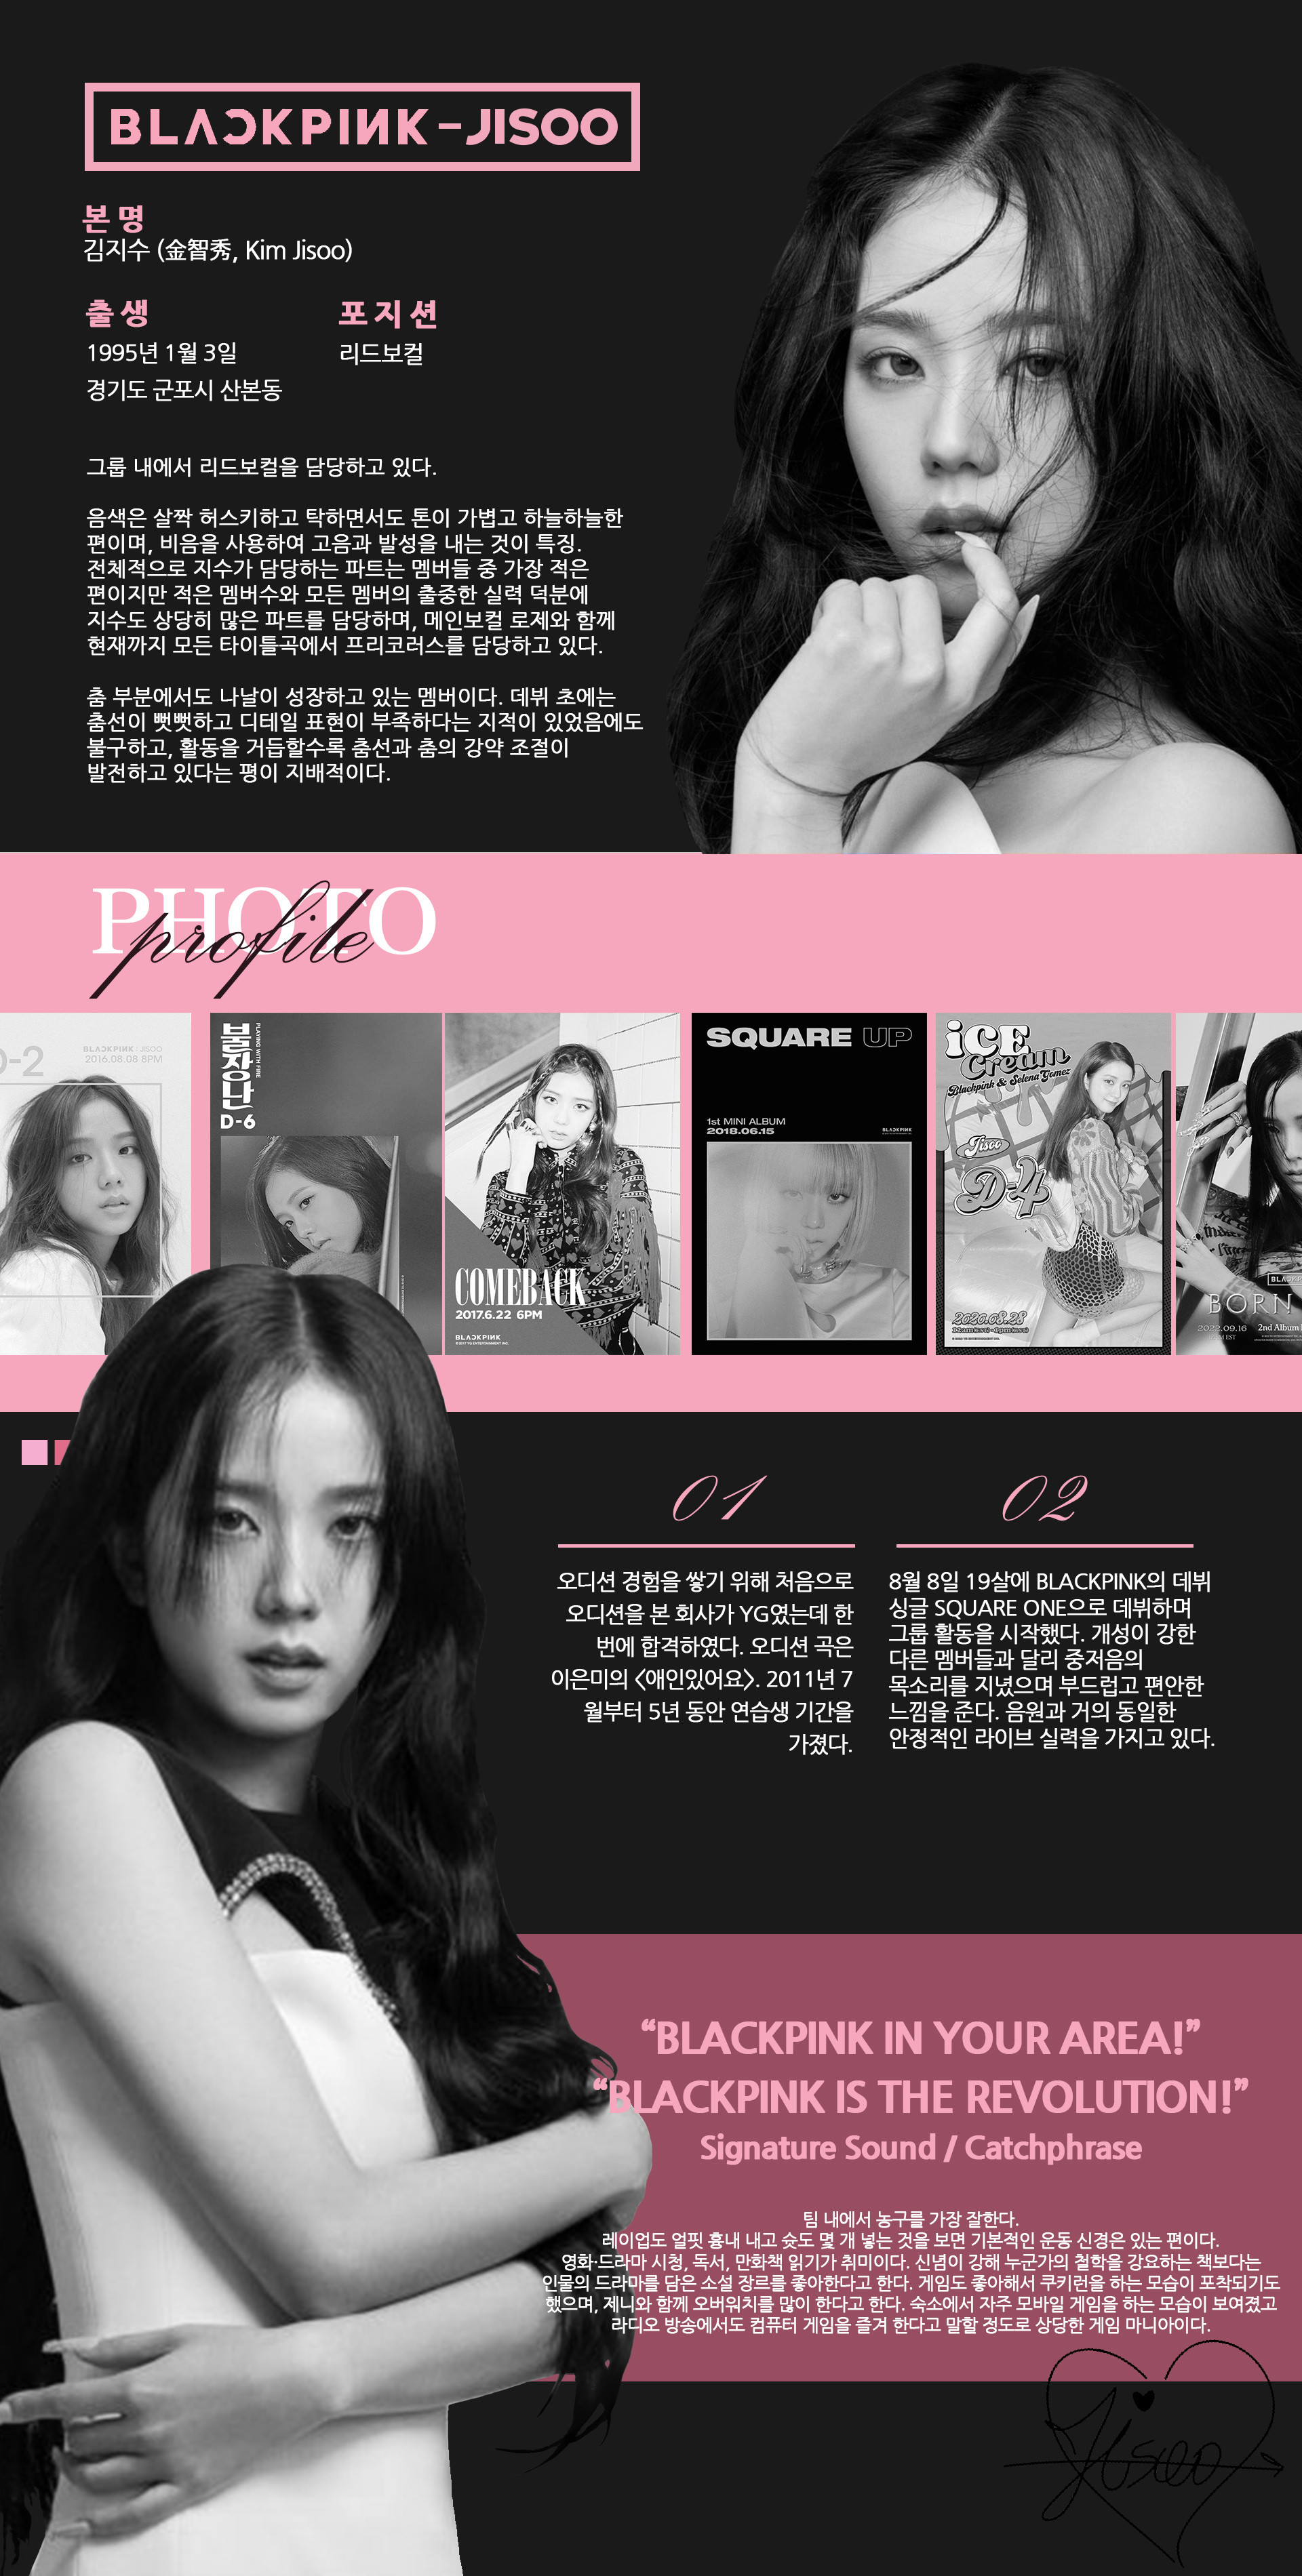 BLACKPINK-JISOO
본명
김지수 (金智秀, Kim Jisoo)
출생
포지션
1995년 1월 3일
리드보컬
경기도 군포시 산본동
그룹 내에서 리드보컬을 담당하고 있다.
음색은 살짝 허스키하고 탁하면서도 톤이 가볍고 하늘하늘한
편이며, 비음을 사용하여 고음과 발성을 내는 것이 특징.
전체적으로 지수가 담당하는 파트는 멤버들 중 가장 적은
편이지만 적은 멤버수와 모든 멤버의 출중한 실력 덕분에
지수도 상당히 많은 파트를 담당하며, 메인보컬 로제와 함께
현재까지 모든 타이틀곡에서 프리코러스를 담당하고 있다.
춤 부분에서도 나날이 성장하고 있는 멤버이다. 데뷔 초에는
춤선이 뻣뻣하고 디테일 표현이 부족하다는 지적이 있었음에도
불구하고, 활동을 거듭할수록 춤선과 춤의 강약 조절이
발전하고 있다는 평이 지배적이다.
PHOTO
profile
D-2
BLACKPINK : JISOO
2016.08.08 8PM
불장난
PLAYING WITH FIRE
D-6
COMEBACK
2017.6.22 6PM
BLACKPINK
SQUARE UP
1st MINI ALBUM
2018.06.15
BLACKPINK
iCE
Cream
Blackpink & Selena Gomez
Jisoo
D-4
2020.08.28
BORN
2022.09.16
2nd Album
01
02
오디션 경험을 쌓기 위해 처음으로
오디션을 본 회사가 YG였는데 한
번에 합격하였다. 오디션 곡은
이은미의 <애인있어요>. 2011년 7
월부터 5년 동안 연습생 기간을
가졌다.
8월 8일 19살에 BLACKPINK의 데뷔
싱글 SQUARE ONE으로 데뷔하며
그룹 활동을 시작했다. 개성이 강한
다른 멤버들과 달리 중저음의
목소리를 지녔으며 부드럽고 편안한
느낌을 준다. 음원과 거의 동일한
안정적인 라이브 실력을 가지고 있다.
“BLACKPINK IN YOUR AREA!”
“BLACKPINK IS THE REVOLUTION!”
Signature Sound / Catchphrase
팀 내에서 농구를 가장 잘한다.
레이업도 얼핏 흉내 내고 슛도 몇 개 넣는 것을 보면 기본적인 운동 신경은 있는 편이다.
영화·드라마 시청, 독서, 만화책 읽기가 취미이다. 신념이 강해 누군가의 철학을 강요하는 책보다는
인물의 드라마를 담은 소설 장르를 좋아한다고 한다. 게임도 좋아해서 쿠키런을 하는 모습이 포착되기도
했으며, 제니와 함께 오버워치를 많이 한다고 한다. 숙소에서 자주 모바일 게임을 하는 모습이 보여졌고
라디오 방송에서도 컴퓨터 게임을 즐겨 한다고 말할 정도로 상당한 게임 마니아이다.
Jisoo